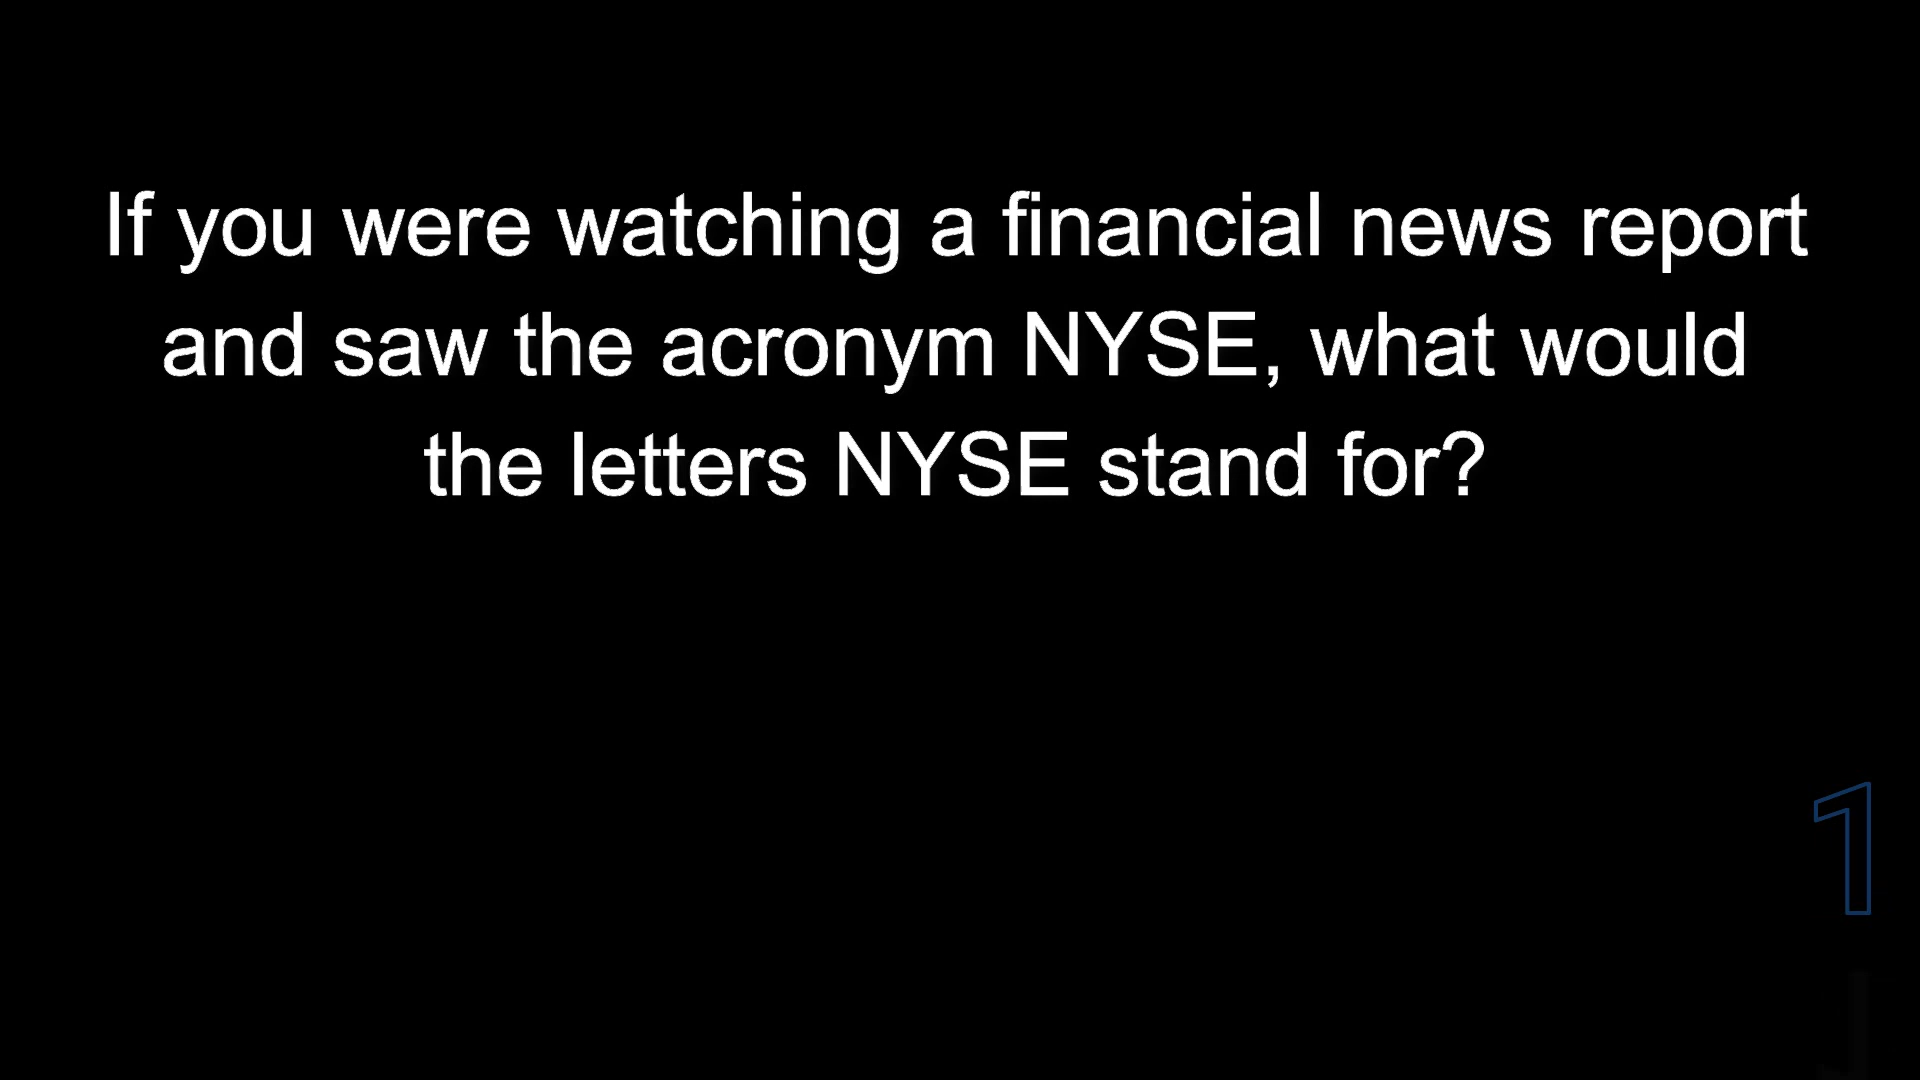 If you were watching a financial news report
and saw the acronym NYSE, what would
the letters NYSE stand for?
1